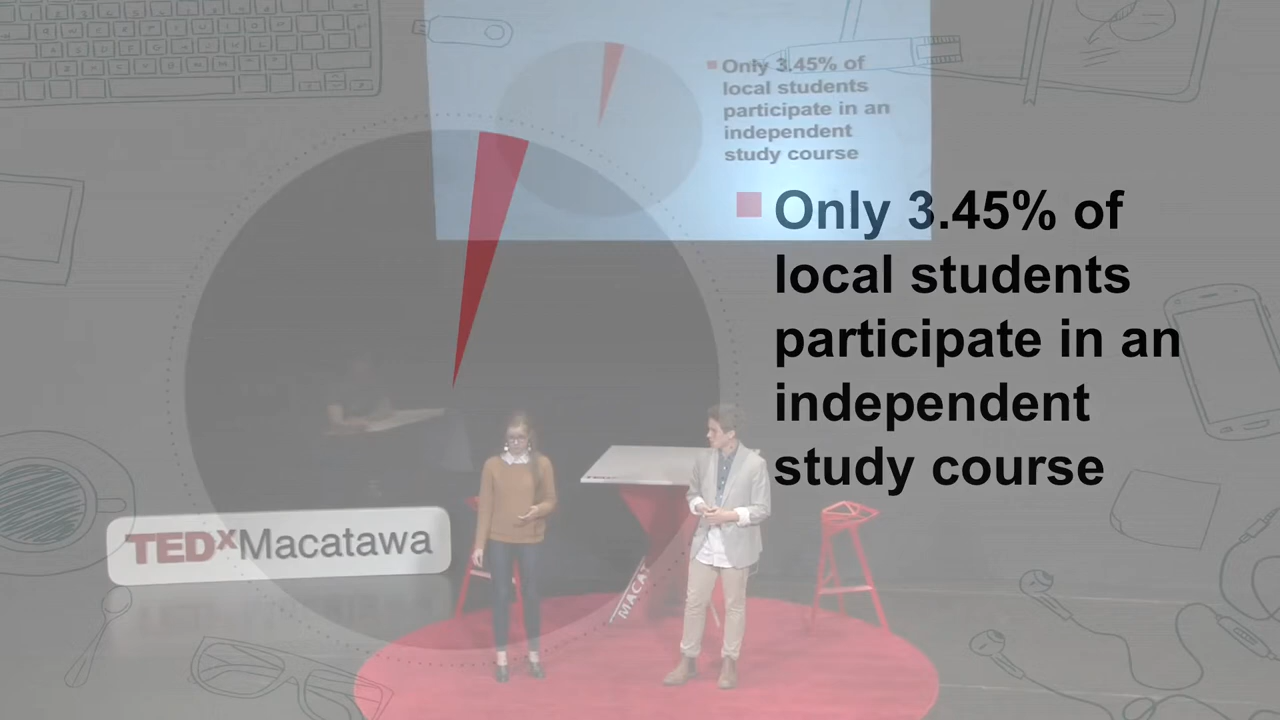 Only 3.45% of
local students
participate in an
independent
study course
Only 3.45% of
local students
participate in an
independent
study course
TEDxMacatawa
MACAT